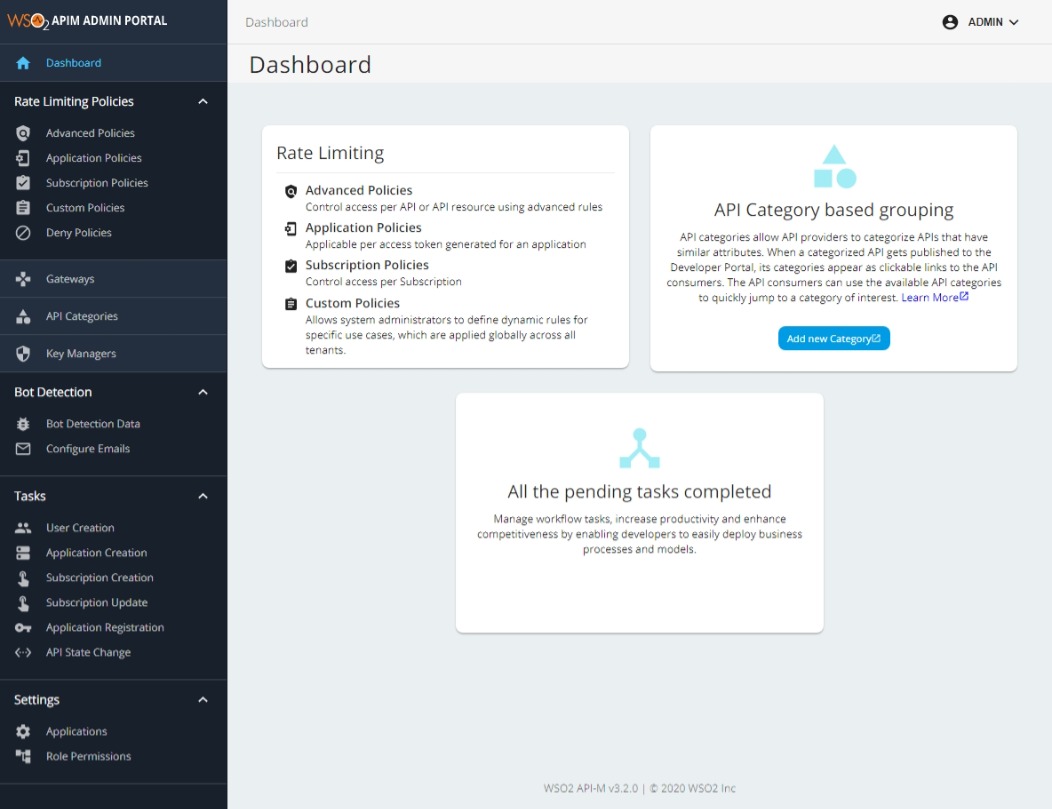 WSO2 APIM ADMIN PORTAL
Dashboard
ADMIN
Dashboard
Dashboard
Rate Limiting Policies
Advanced Policies
Application Policies
Subscription Policies
Custom Policies
Deny Policies
Gateways
API Categories
Key Managers
Bot Detection
Bot Detection Data
Configure Emails
Tasks
User Creation
Application Creation
Subscription Creation
Subscription Update
Application Registration
API State Change
Settings
Applications
Role Permissions
Rate Limiting
Advanced Policies
Control access per API or API resource using advanced rules
Application Policies
Applicable per access token generated for an application
Subscription Policies
Control access per Subscription
Custom Policies
Allows system administrators to define dynamic rules for
specific use cases, which are applied globally across all
tenants.
API Category based grouping
API categories allow API providers to categorize APIs that have
similar attributes. When a categorized API gets published to the
Developer Portal, its categories appear as clickable links to the API
consumers. The API consumers can use the available API categories
to quickly jump to a category of interest. Learn More
Add new Category
All the pending tasks completed
Manage workflow tasks, increase productivity and enhance
competitiveness by enabling developers to easily deploy business
processes and models.
WSO2 API-M v3.2.0 | © 2020 WSO2 Inc